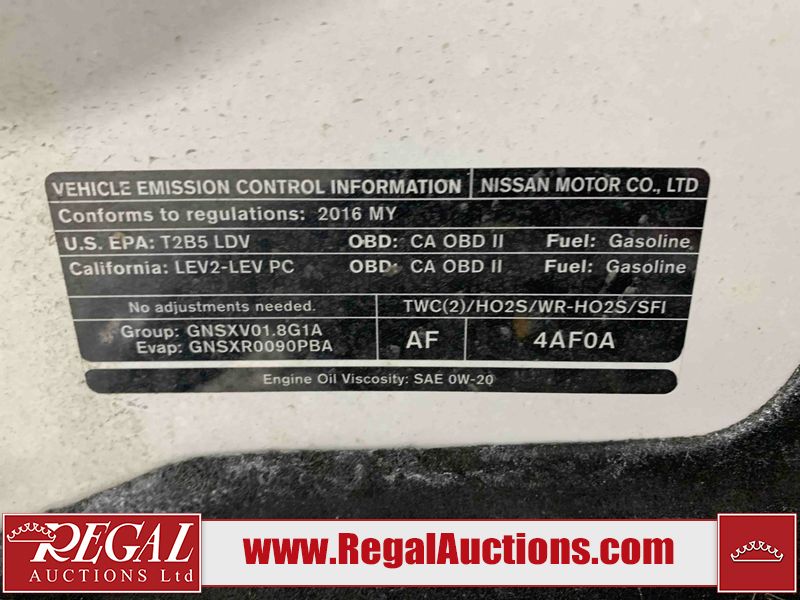 VEHICLE EMISSION CONTROL INFORMATION NISSAN MOTOR CO., LTD
Conforms to regulations: 2016 MY
U.S. EPA: T2B5 LDV OBD: CA OBD II Fuel: Gasoline
California: LEV2-LEV PC OBD: CA OBD II Fuel: Gasoline
No adjustments needed. TWC(2)/HO2S/WR-HO2S/SFI
Group: GNSXV01.8G1A
Evap: GNSXR0090PBA
AF 4AF0A
Engine Oil Viscosity: SAE 0W-20
REGAL
AUCTIONS Ltd
www.RegalAuctions.com